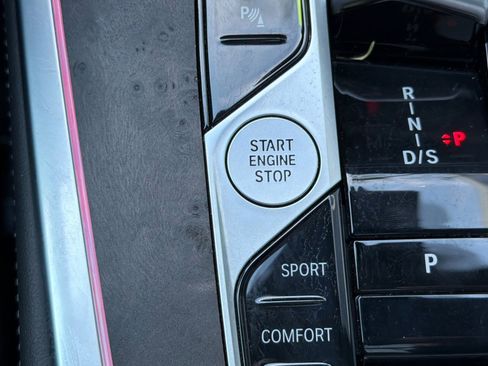 P
START
ENGINE
STOP
SPORT
COMFORT
R
N
D/S
P
P